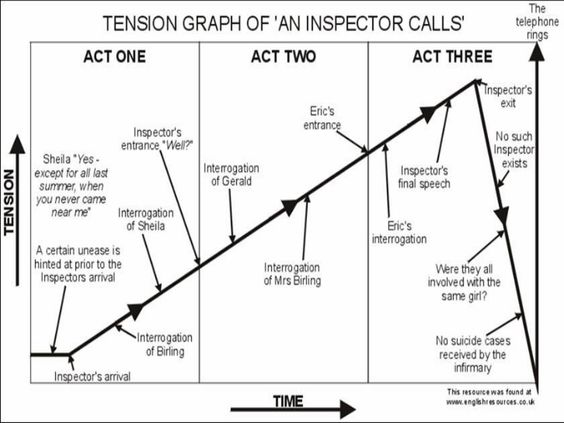 TENSION GRAPH OF 'AN INSPECTOR CALLS'
The
telephone
rings
ACT ONE
ACT TWO
ACT THREE
TENSION
Sheila "Yes -
except for all last
summer, when
you never came
near me"
A certain unease is
hinted at prior to the
Inspectors arrival
Inspector's arrival
Interrogation
of Birling
Interrogation
of Sheila
Inspector's
entrance "Well?"
Interrogation
of Gerald
Interrogation
of Mrs Birling
Eric's
entrance
Eric's
interrogation
Inspector's
final speech
Inspector's
exit
No such
Inspector
exists
Were they all
involved with the
same girl?
No suicide cases
received by the
infirmary
TIME
This resource was found at
www.englishresources.co.uk